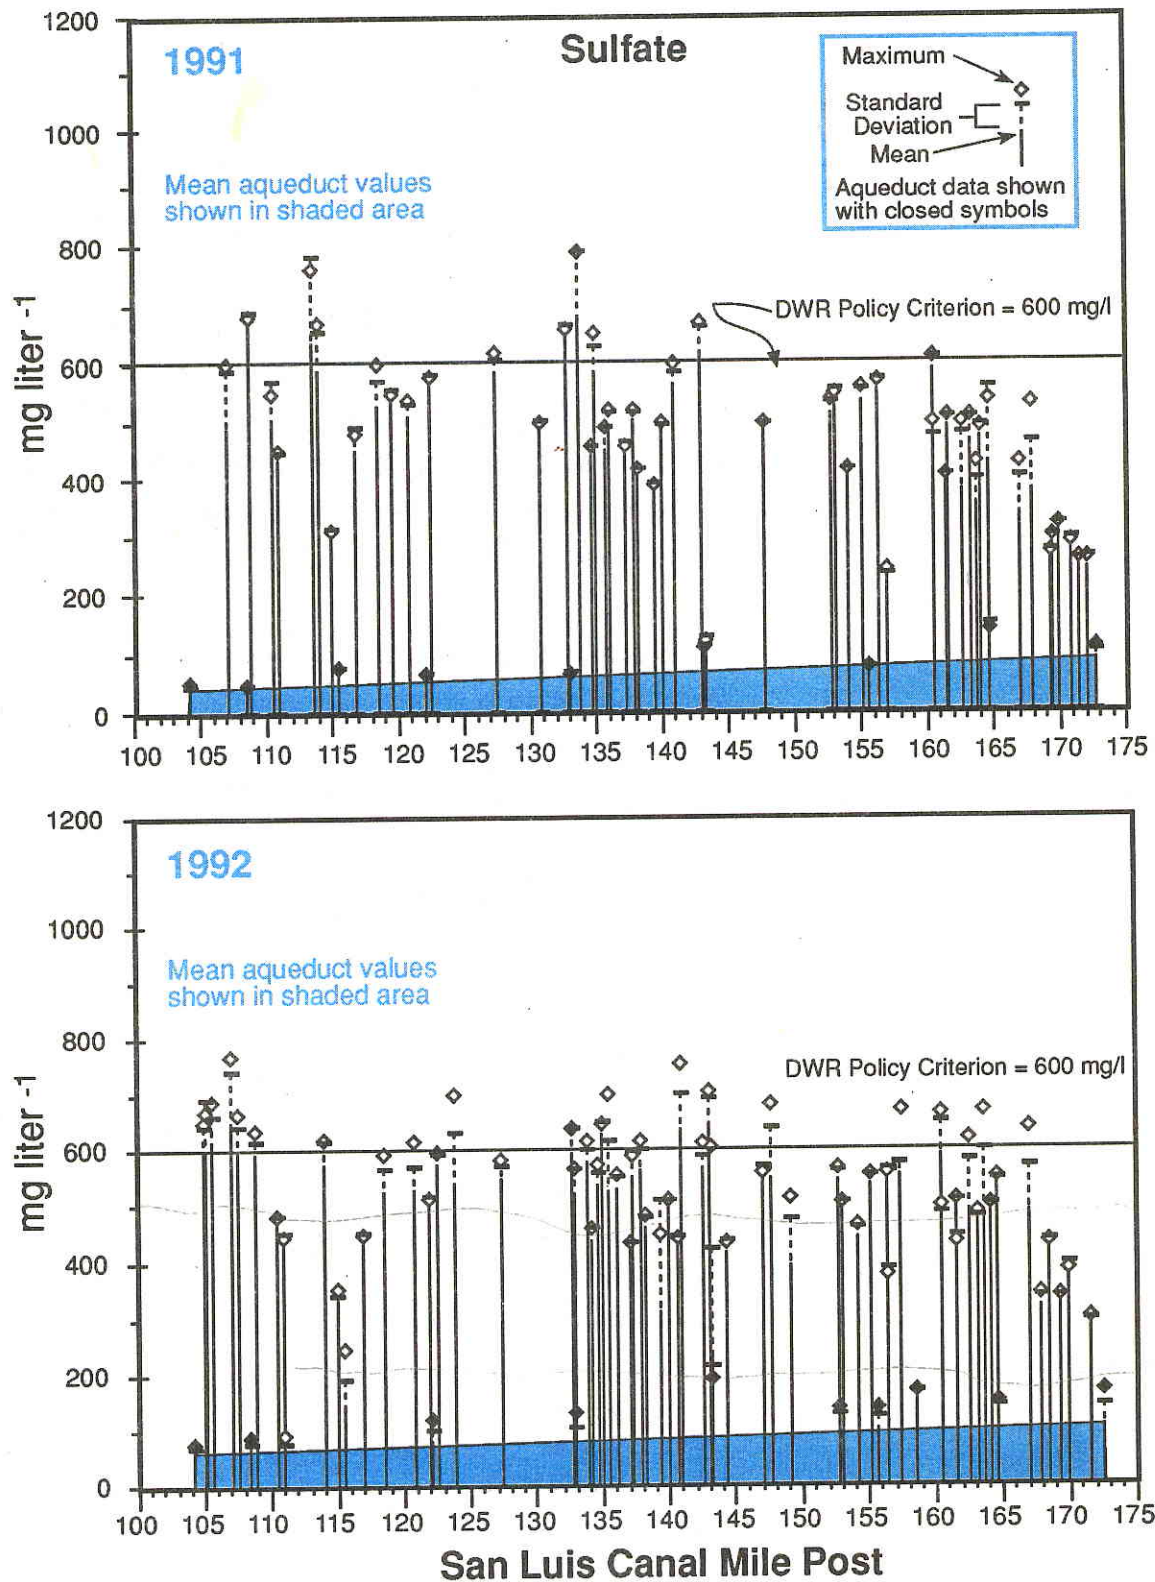 Sulfate
1991
Mean aqueduct values
shown in shaded area
Maximum
Standard
Deviation
Mean
Aqueduct data shown
with closed symbols
DWR Policy Criterion = 600 mg/l
mg liter -1
1200
1000
800
600
400
200
0
100 105 110 115 120 125 130 135 140 145 150 155 160 165 170 175
1992
Mean aqueduct values
shown in shaded area
DWR Policy Criterion = 600 mg/l
mg liter -1
1200
1000
800
600
400
200
0
100 105 110 115 120 125 130 135 140 145 150 155 160 165 170 175
San Luis Canal Mile Post